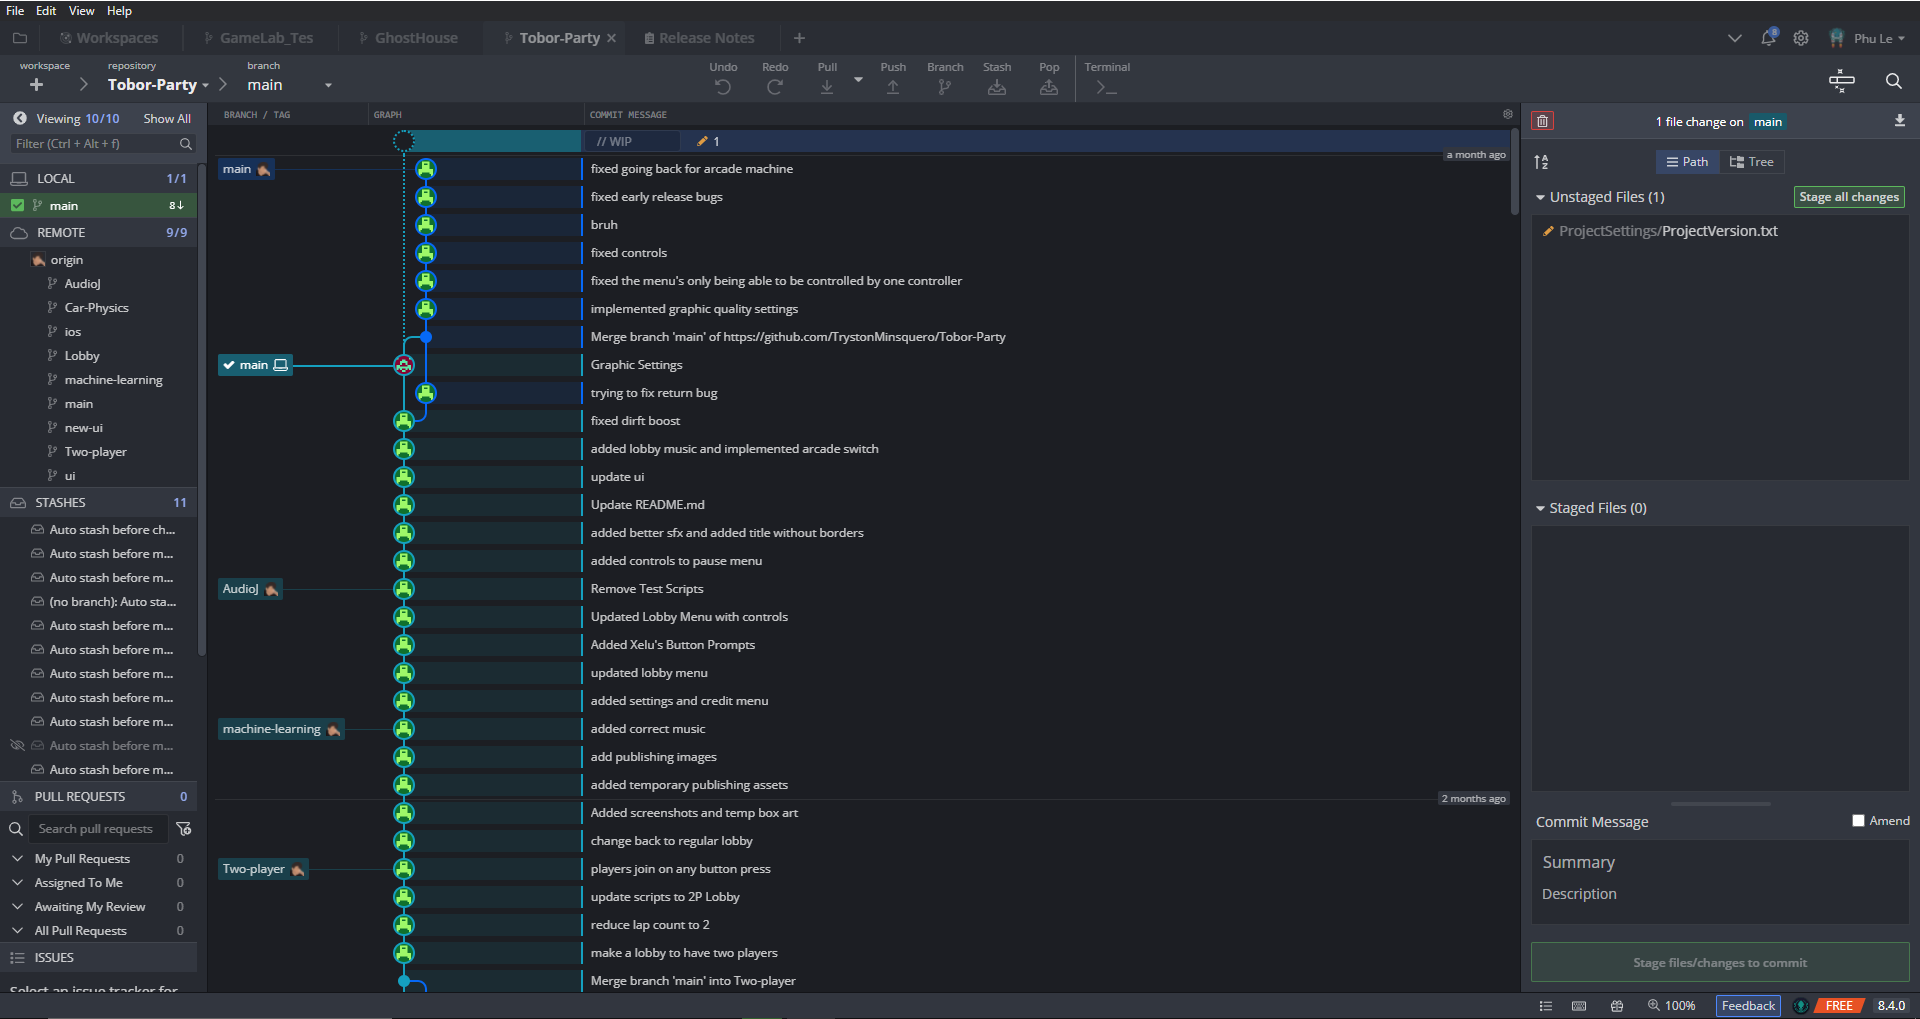 File Edit View Help
Workspaces GameLab_Tes GhostHouse Tobor-Party Release Notes
8
Phu Le
workspace repository branch
Tobor-Party main
Undo Redo Pull Push Branch Stash Pop Terminal
Viewing 10/10 Show All
Filter (Ctrl + Alt + f)
LOCAL 1/1
main 8↓
REMOTE 9/9
origin
AudioJ
Car-Physics
ios
Lobby
machine-learning
main
new-ui
Two-player
ui
STASHES 11
Auto stash before ch...
Auto stash before m...
Auto stash before m...
(no branch): Auto sta...
Auto stash before m...
Auto stash before m...
Auto stash before m...
Auto stash before m...
Auto stash before m...
Auto stash before m...
Auto stash before m...
PULL REQUESTS 0
Search pull requests
My Pull Requests 0
Assigned To Me 0
Awaiting My Review 0
All Pull Requests 0
ISSUES
Select an issue tracker for
BRANCH / TAG GRAPH COMMIT MESSAGE
// WIP 1
a month ago
main fixed going back for arcade machine
fixed early release bugs
bruh
fixed controls
fixed the menu's only being able to be controlled by one controller
implemented graphic quality settings
Merge branch 'main' of https://github.com/TrystonMinsquero/Tobor-Party
main Graphic Settings
trying to fix return bug
fixed dirft boost
added lobby music and implemented arcade switch
update ui
Update README.md
added better sfx and added title without borders
added controls to pause menu
AudioJ Remove Test Scripts
Updated Lobby Menu with controls
Added Xelu's Button Prompts
updated lobby menu
added settings and credit menu
machine-learning added correct music
add publishing images
added temporary publishing assets
2 months ago
Added screenshots and temp box art
change back to regular lobby
Two-player players join on any button press
update scripts to 2P Lobby
reduce lap count to 2
make a lobby to have two players
Merge branch 'main' into Two-player
1 file change on main
Path Tree
Unstaged Files (1) Stage all changes
ProjectSettings/ProjectVersion.txt
Staged Files (0)
Commit Message Amend
Summary
Description
Stage files/changes to commit
100% Feedback FREE 8.4.0